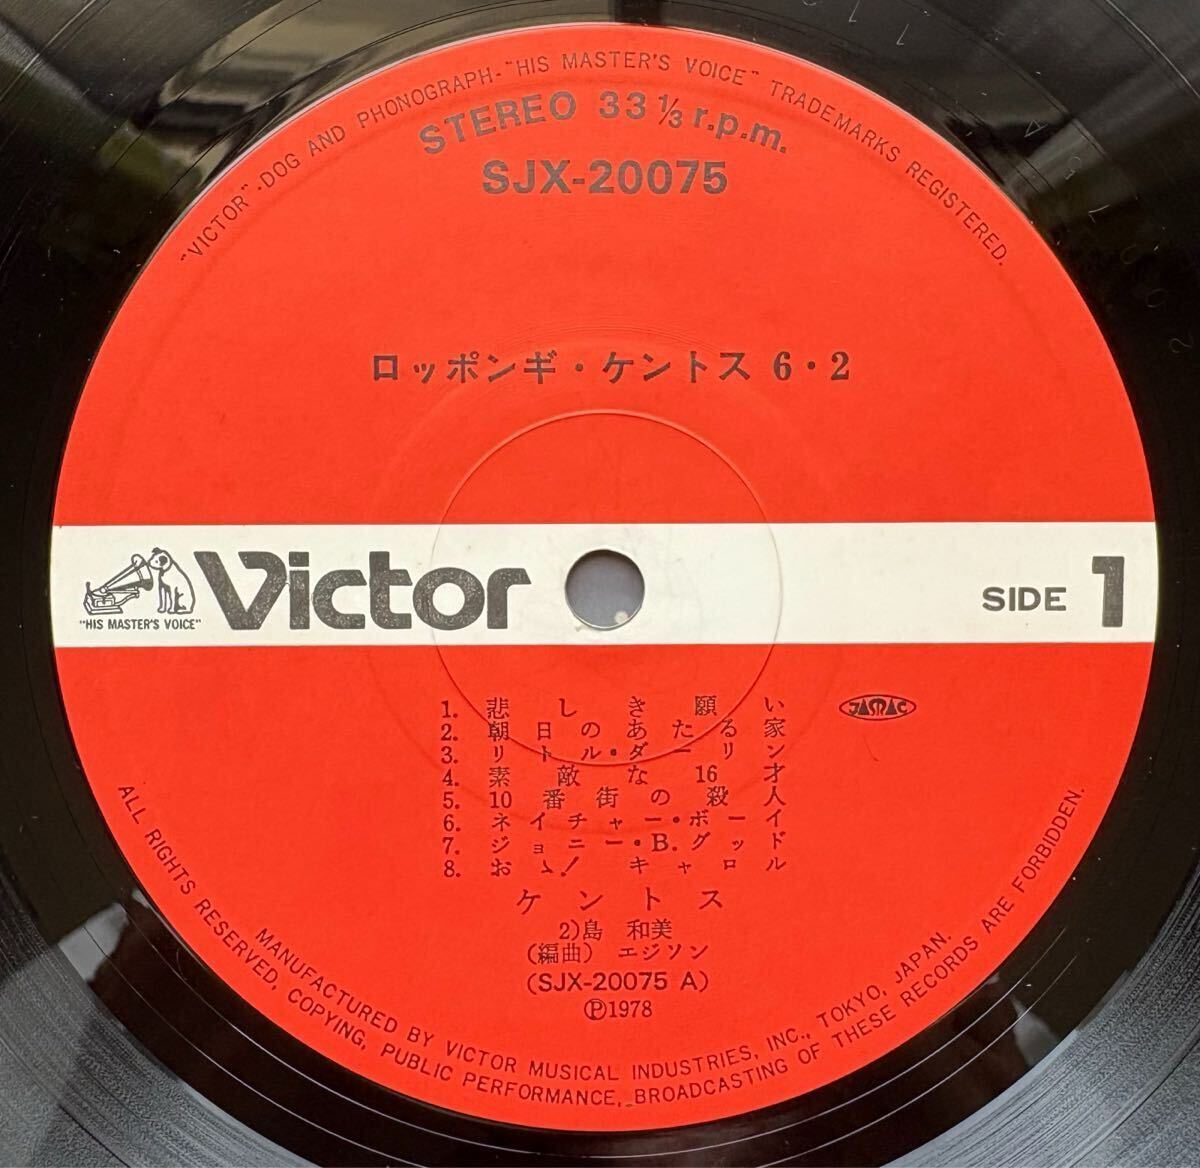 "VICTOR"-DOG AND PHONOGRAPH-"HIS MASTER'S VOICE" TRADEMARKS REGISTERED.
STEREO 33 1/3 r.p.m.
SJX-20075
ロッポンギ・ケントス 6・2
"HIS MASTER'S VOICE"
Victor
SIDE 1
1. 悲しき願い
2. 朝日のあたる家
3. リトル・ダーリン
4. 素敵な16才
5. 10番街の殺人
6. ネイチャー・ボーイ
7. ジョニー・B.グッド
8. おゝ! キャロル
JASRAC
ケントス
2)島 和美
(編曲) エジソン
(SJX-20075 A)
Ⓟ1978
MANUFACTURED BY VICTOR MUSICAL INDUSTRIES, INC., TOKYO, JAPAN.
ALL RIGHTS RESERVED, COPYING, PUBLIC PERFORMANCE, BROADCASTING OF THESE RECORDS ARE FORBIDDEN.